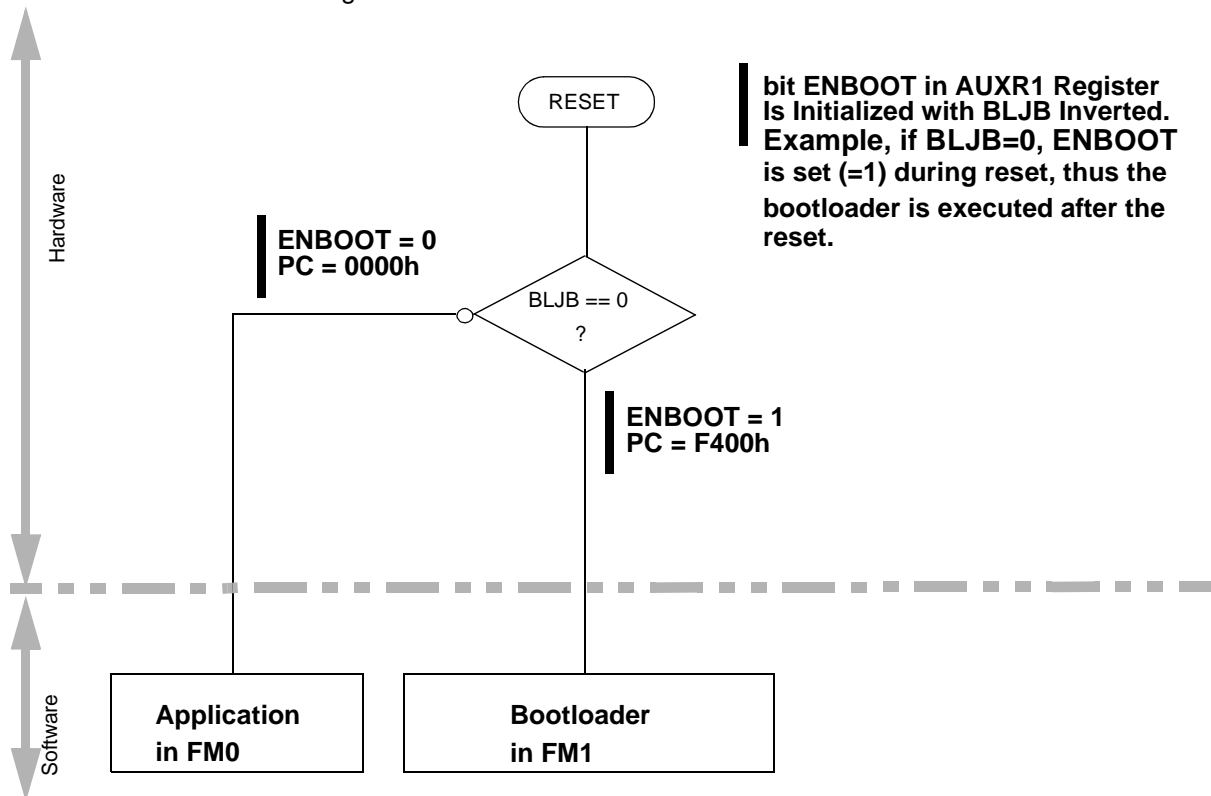 RESET
bit ENBOOT in AUXR1 Register
Is Initialized with BLJB Inverted.
Example, if BLJB=0, ENBOOT
is set (=1) during reset, thus the
bootloader is executed after the
reset.
Hardware
ENBOOT = 0
PC = 0000h
BLJB == 0
?
ENBOOT = 1
PC = F400h
Software
Application
in FM0
Bootloader
in FM1